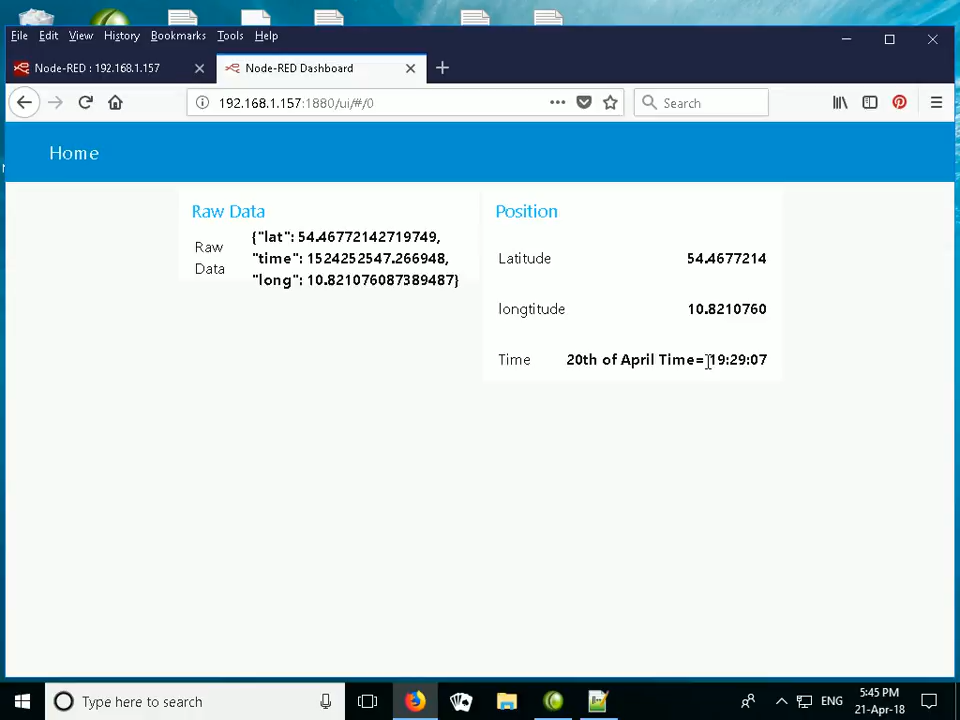 File Edit View History Bookmarks Tools Help
Node-RED : 192.168.1.157
Node-RED Dashboard
192.168.1.157:1880/ui/#/0
Search
Home
Raw Data
Raw Data
{"lat": 54.46772142719749,
"time": 1524252547.266948,
"long": 10.821076087389487}
Position
Latitude 54.4677214
longtitude 10.8210760
Time 20th of April Time= 19:29:07
Type here to search
ENG
5:45 PM
21-Apr-18